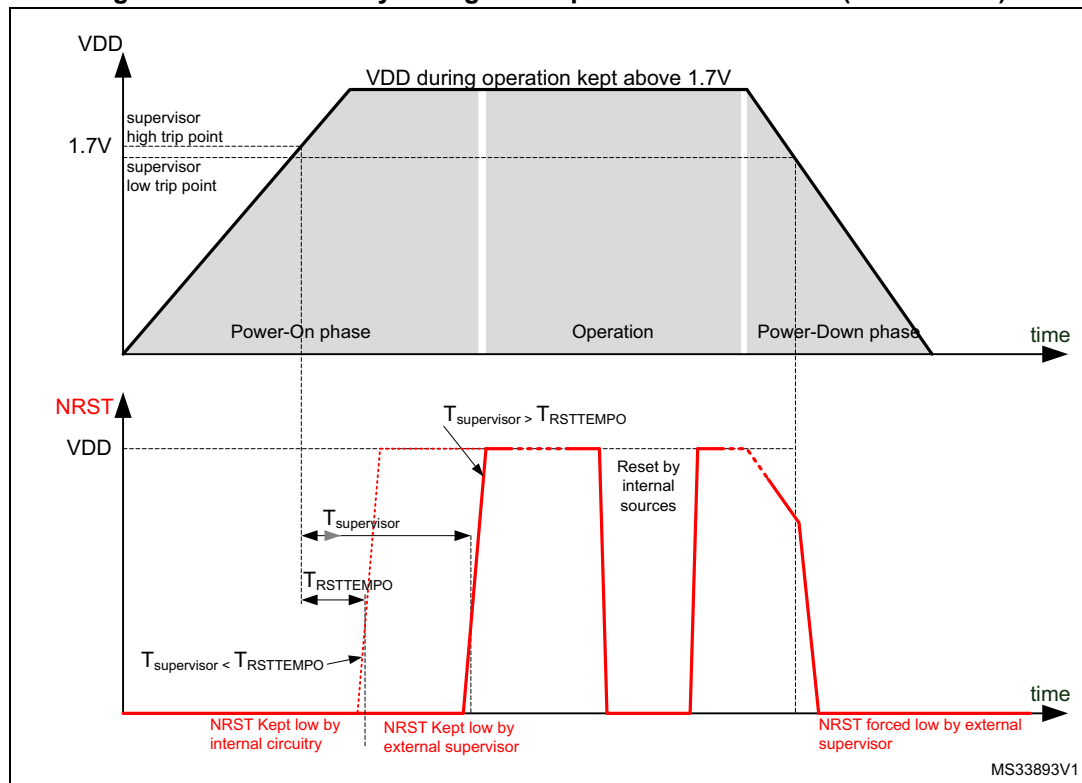 VDD
VDD during operation kept above 1.7V
supervisor
high trip point
1.7V
supervisor
low trip point
Power-On phase
Operation
Power-Down phase
time
NRST
VDD
Tsupervisor > TRSTTEMPO
Reset by
internal
sources
Tsupervisor
TRSTTEMPO
Tsupervisor < TRSTTEMPO
time
NRST Kept low by
internal circuitry
NRST Kept low by
external supervisor
NRST forced low by external
supervisor
MS33893V1